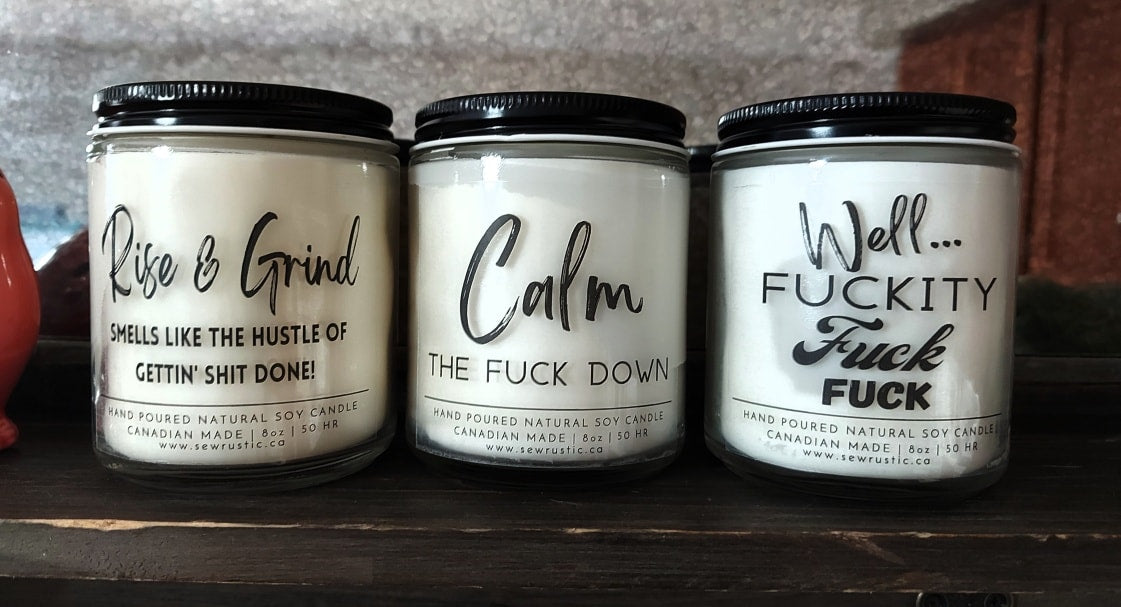 Rise & Grind
SMELLS LIKE THE HUSTLE OF
GETTIN' SHIT DONE!
HAND POURED NATURAL SOY CANDLE
CANADIAN MADE | 8oz | 50 HR
www.sewrustic.ca
Calm
THE FUCK DOWN
HAND POURED NATURAL SOY CANDLE
CANADIAN MADE | 8oz | 50 HR
www.sewrustic.ca
Well...
FUCKITY
Fuck
FUCK
HAND POURED NATURAL SOY CANDLE
CANADIAN MADE | 8oz | 50 HR
www.sewrustic.ca